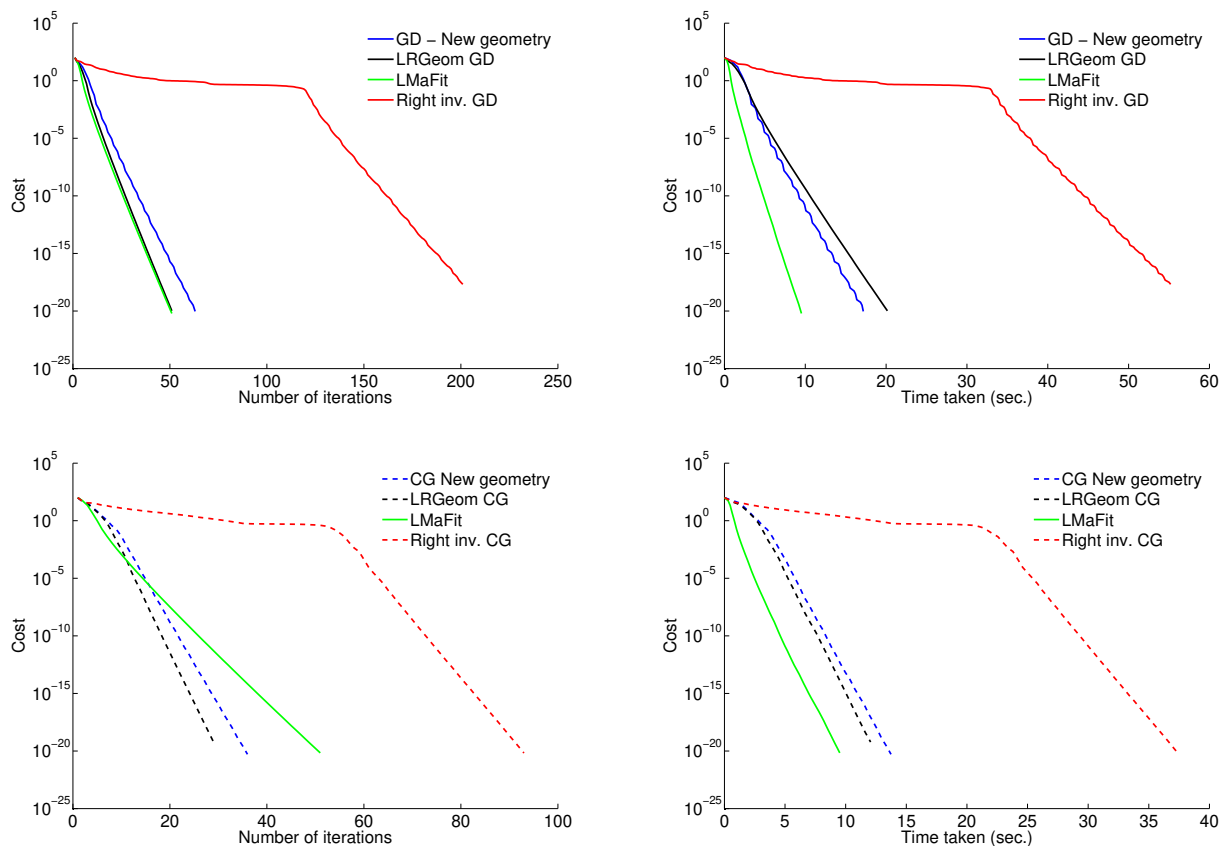 10^5
10^0
10^-5
10^-10
10^-15
10^-20
10^-25
Cost
0 50 100 150 200 250
Number of iterations
GD – New geometry
LRGeom GD
LMaFit
Right inv. GD
10^5
10^0
10^-5
10^-10
10^-15
10^-20
10^-25
Cost
0 10 20 30 40 50 60
Time taken (sec.)
GD – New geometry
LRGeom GD
LMaFit
Right inv. GD
10^5
10^0
10^-5
10^-10
10^-15
10^-20
10^-25
Cost
0 20 40 60 80 100
Number of iterations
CG New geometry
LRGeom CG
LMaFit
Right inv. CG
10^5
10^0
10^-5
10^-10
10^-15
10^-20
10^-25
Cost
0 5 10 15 20 25 30 35 40
Time taken (sec.)
CG New geometry
LRGeom CG
LMaFit
Right inv. CG